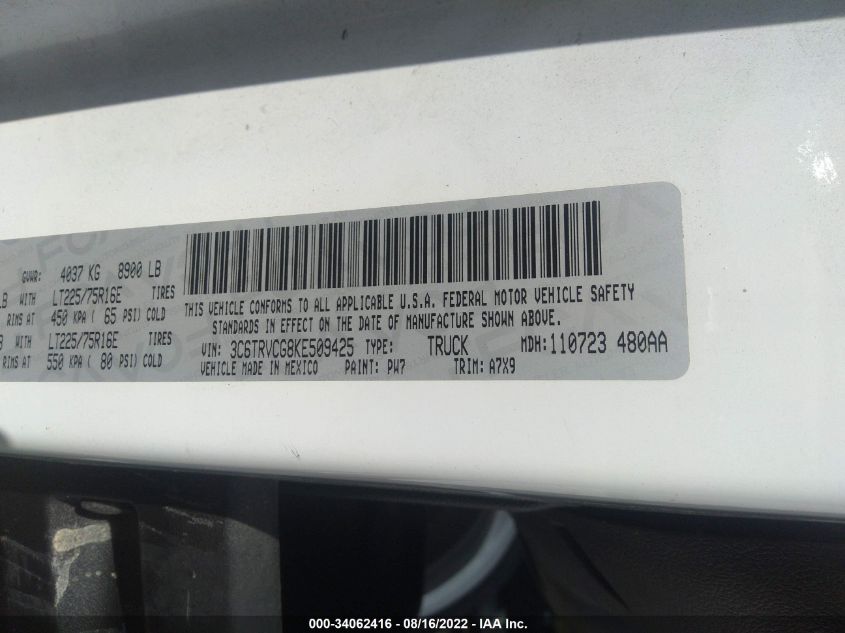 GVWR: 4037 KG 8900 LB
LB WITH LT225/75R16E TIRES
RIMS AT 450 KPA ( 65 PSI) COLD
WITH LT225/75R16E TIRES
RIMS AT 550 KPA ( 80 PSI) COLD
THIS VEHICLE CONFORMS TO ALL APPLICABLE U.S.A. FEDERAL MOTOR VEHICLE SAFETY
STANDARDS IN EFFECT ON THE DATE OF MANUFACTURE SHOWN ABOVE.
VIN: 3C6TRVCG8KE509425 TYPE: TRUCK MDH: 110723 480AA
VEHICLE MADE IN MEXICO PAINT: PW7 TRIM: A7X9
000-34062416 - 08/16/2022 - IAA Inc.